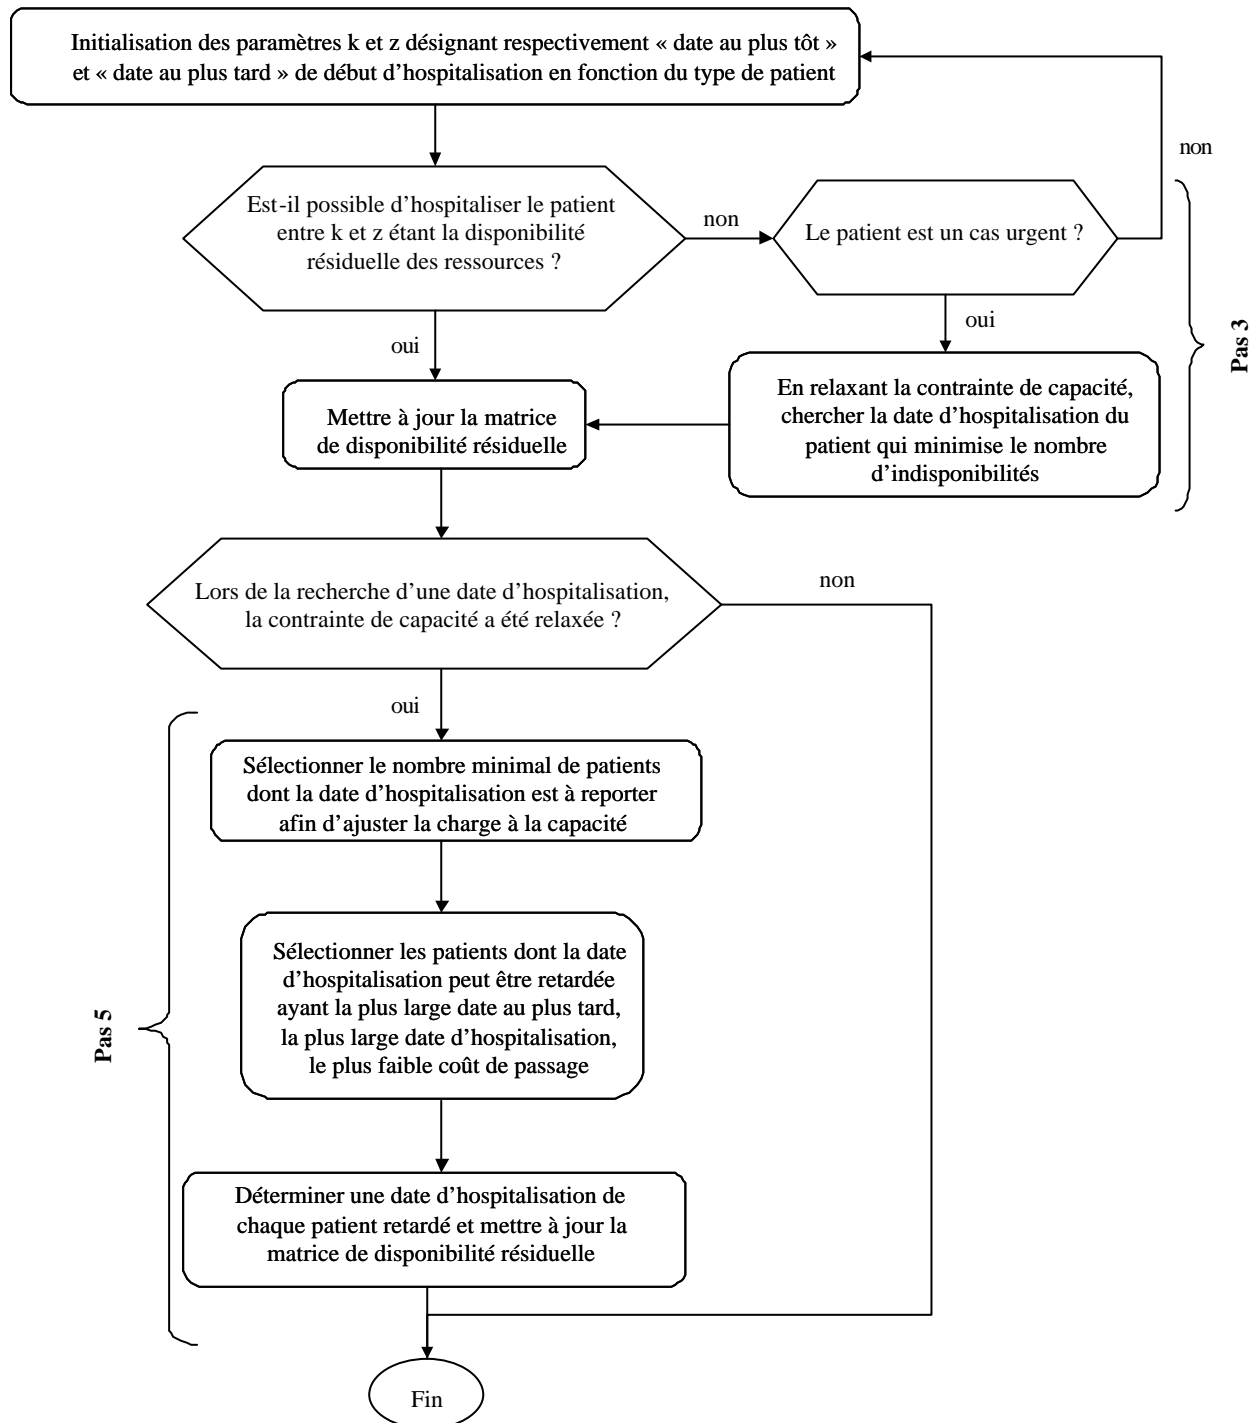 Initialisation des paramètres k et z désignant respectivement « date au plus tôt »
et « date au plus tard » de début d'hospitalisation en fonction du type de patient
non
Est-il possible d'hospitaliser le patient
entre k et z étant la disponibilité
résiduelle des ressources ?
non
Le patient est un cas urgent ?
oui
oui
Pas 3
Mettre à jour la matrice
de disponibilité résiduelle
En relaxant la contrainte de capacité,
chercher la date d'hospitalisation du
patient qui minimise le nombre
d'indisponibilités
Lors de la recherche d'une date d'hospitalisation,
la contrainte de capacité a été relaxée ?
non
oui
Sélectionner le nombre minimal de patients
dont la date d'hospitalisation est à reporter
afin d'ajuster la charge à la capacité
Sélectionner les patients dont la date
d'hospitalisation peut être retardée
ayant la plus large date au plus tard,
la plus large date d'hospitalisation,
le plus faible coût de passage
Pas 5
Déterminer une date d'hospitalisation de
chaque patient retardé et mettre à jour la
matrice de disponibilité résiduelle
Fin